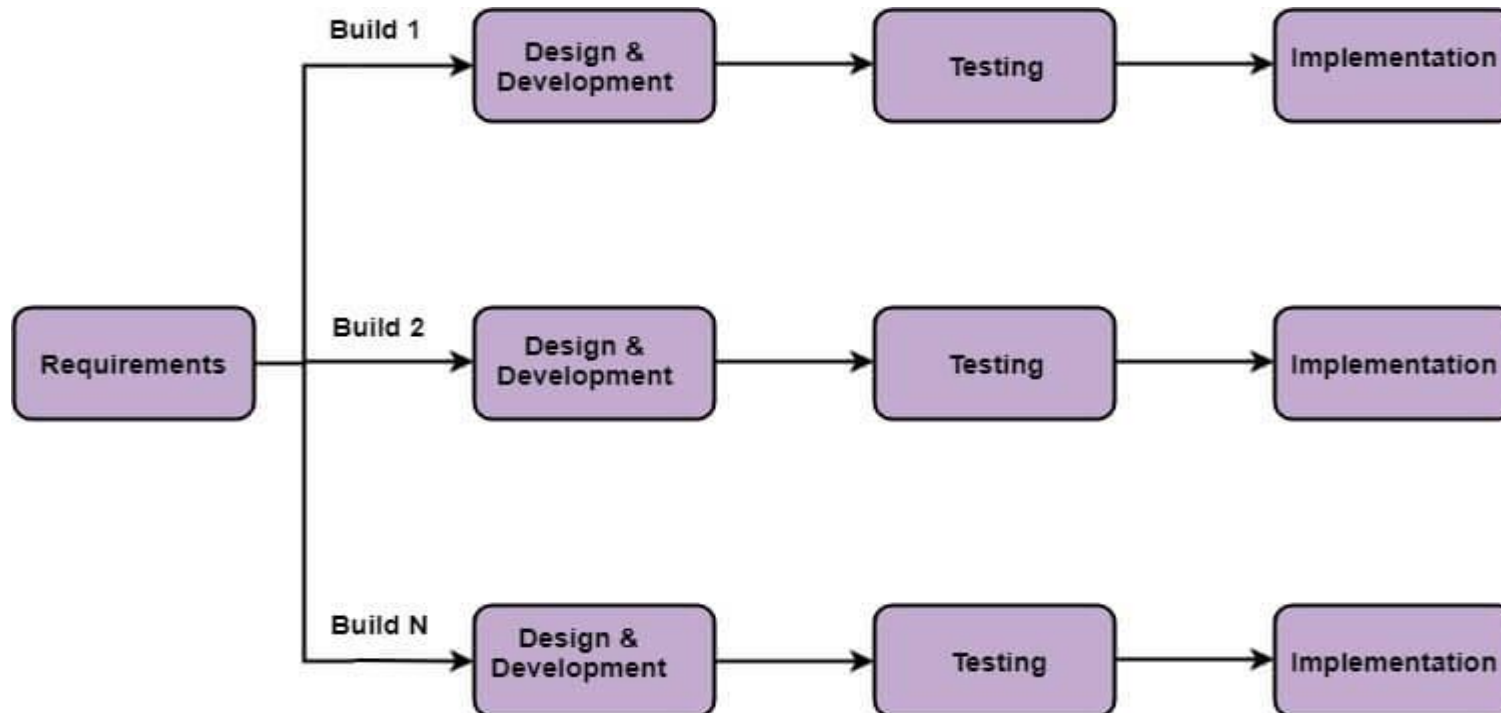 Build 1
Design &
Development
Testing
Implementation
Requirements
Build 2
Design &
Development
Testing
Implementation
Build N
Design &
Development
Testing
Implementation